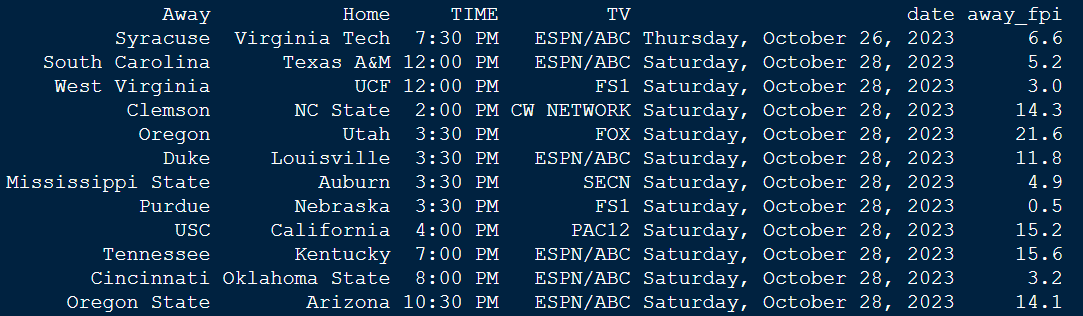 Away Home TIME TV date away_fpi
Syracuse Virginia Tech 7:30 PM ESPN/ABC Thursday, October 26, 2023 6.6
South Carolina Texas A&M 12:00 PM ESPN/ABC Saturday, October 28, 2023 5.2
West Virginia UCF 12:00 PM FS1 Saturday, October 28, 2023 3.0
Clemson NC State 2:00 PM CW NETWORK Saturday, October 28, 2023 14.3
Oregon Utah 3:30 PM FOX Saturday, October 28, 2023 21.6
Duke Louisville 3:30 PM ESPN/ABC Saturday, October 28, 2023 11.8
Mississippi State Auburn 3:30 PM SECN Saturday, October 28, 2023 4.9
Purdue Nebraska 3:30 PM FS1 Saturday, October 28, 2023 0.5
USC California 4:00 PM PAC12 Saturday, October 28, 2023 15.2
Tennessee Kentucky 7:00 PM ESPN/ABC Saturday, October 28, 2023 15.6
Cincinnati Oklahoma State 8:00 PM ESPN/ABC Saturday, October 28, 2023 3.2
Oregon State Arizona 10:30 PM ESPN/ABC Saturday, October 28, 2023 14.1